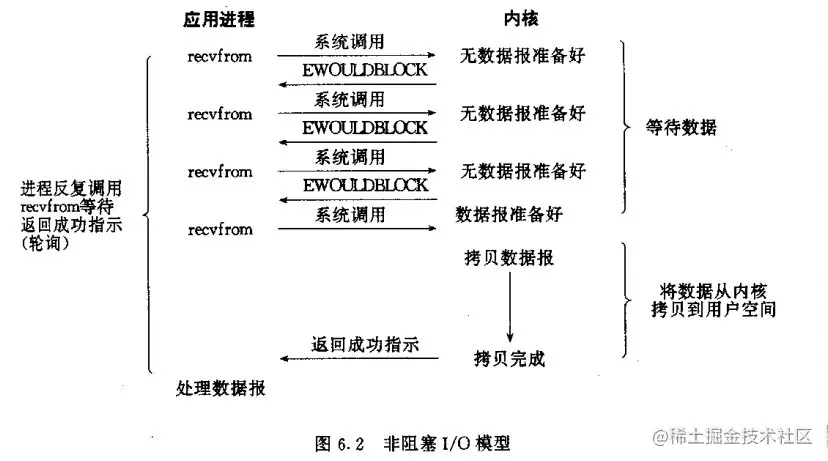 应用进程 内核
recvfrom 系统调用 无数据报准备好
EWOULDBLOCK
recvfrom 系统调用 无数据报准备好
EWOULDBLOCK
等待数据
recvfrom 系统调用 无数据报准备好
EWOULDBLOCK
进程反复调用
recvfrom等待
返回成功指示
(轮询)
recvfrom 系统调用 数据报准备好
拷贝数据报
将数据从内核
拷贝到用户空间
返回成功指示 拷贝完成
处理数据报
图 6.2 非阻塞 I/O 模型
@稀土掘金技术社区